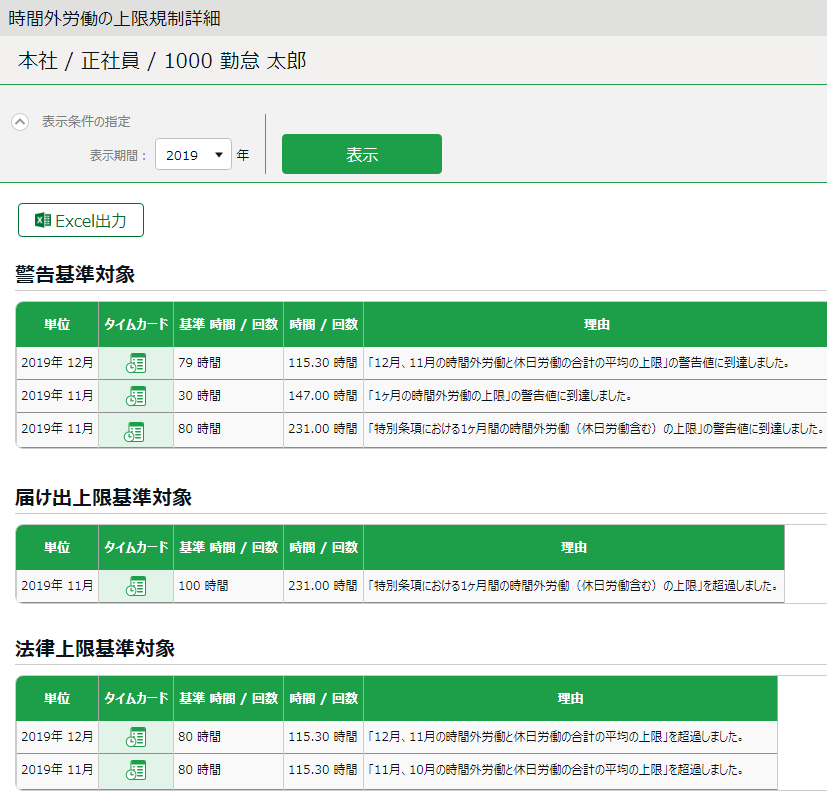 時間外労働の上限規制詳細
本社 / 正社員 / 1000 勤怠 太郎
表示条件の指定
表示期間： 2019 年 表示
Excel出力
警告基準対象
単位 タイムカード 基準 時間 / 回数 時間 / 回数 理由
2019年 12月 79 時間 115.30 時間 「12月、11月の時間外労働と休日労働の合計の平均の上限」の警告値に到達しました。
2019年 11月 30 時間 147.00 時間 「1ヶ月の時間外労働の上限」の警告値に到達しました。
2019年 11月 80 時間 231.00 時間 「特別条項における1ヶ月間の時間外労働（休日労働含む）の上限」の警告値に到達しました。
届け出上限基準対象
単位 タイムカード 基準 時間 / 回数 時間 / 回数 理由
2019年 11月 100 時間 231.00 時間 「特別条項における1ヶ月間の時間外労働（休日労働含む）の上限」を超過しました。
法律上限基準対象
単位 タイムカード 基準 時間 / 回数 時間 / 回数 理由
2019年 12月 80 時間 115.30 時間 「12月、11月の時間外労働と休日労働の合計の平均の上限」を超過しました。
2019年 11月 80 時間 115.30 時間 「11月、10月の時間外労働と休日労働の合計の平均の上限」を超過しました。